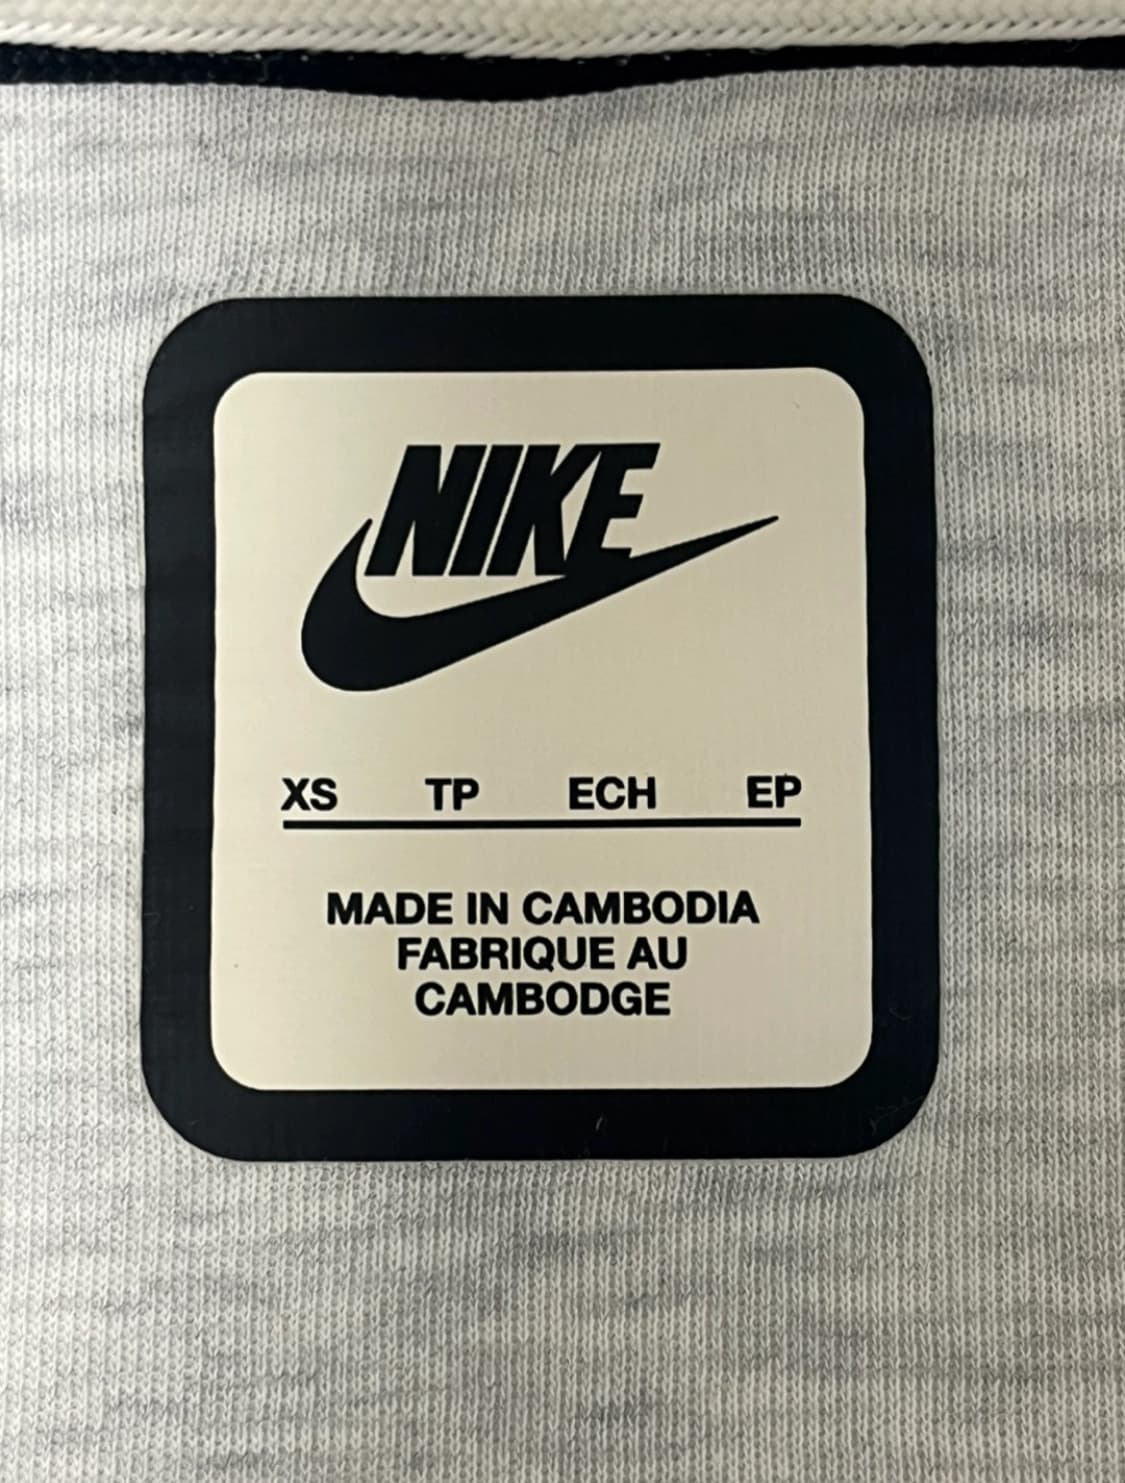 NIKE
XS TP ECH EP
MADE IN CAMBODIA
FABRIQUE AU
CAMBODGE